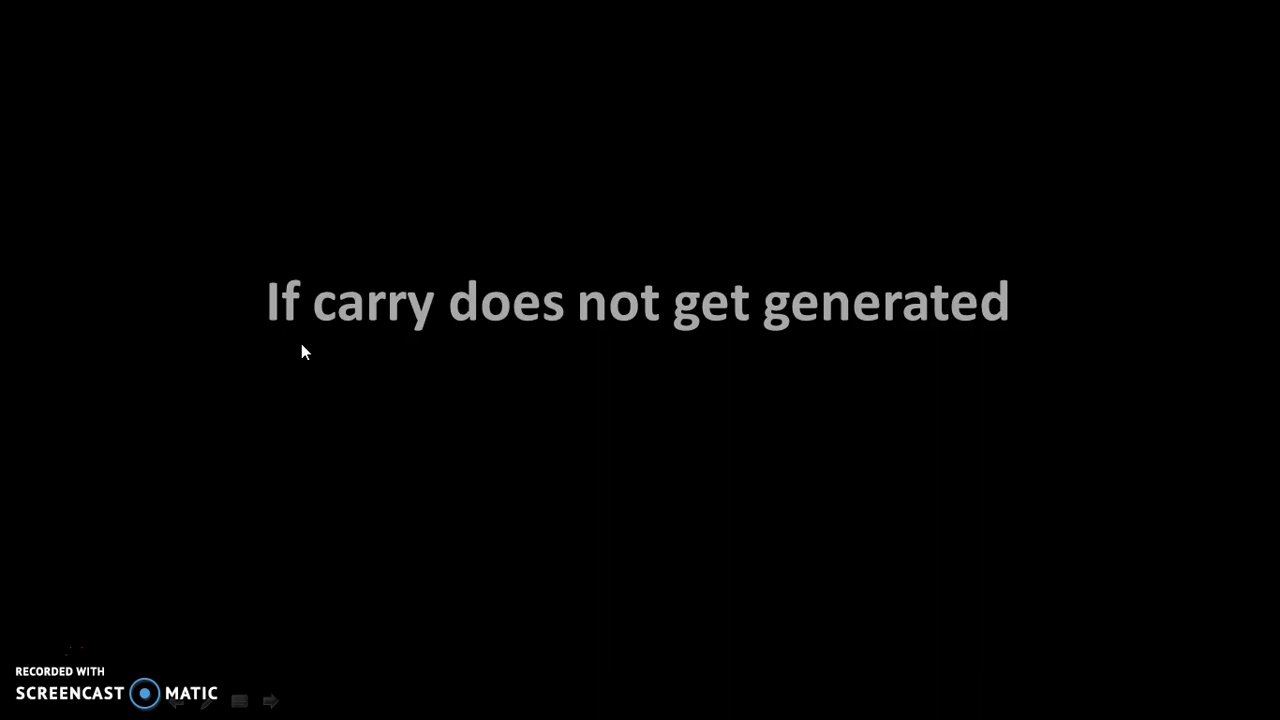 If carry does not get generated
RECORDED WITH
SCREENCAST MATIC